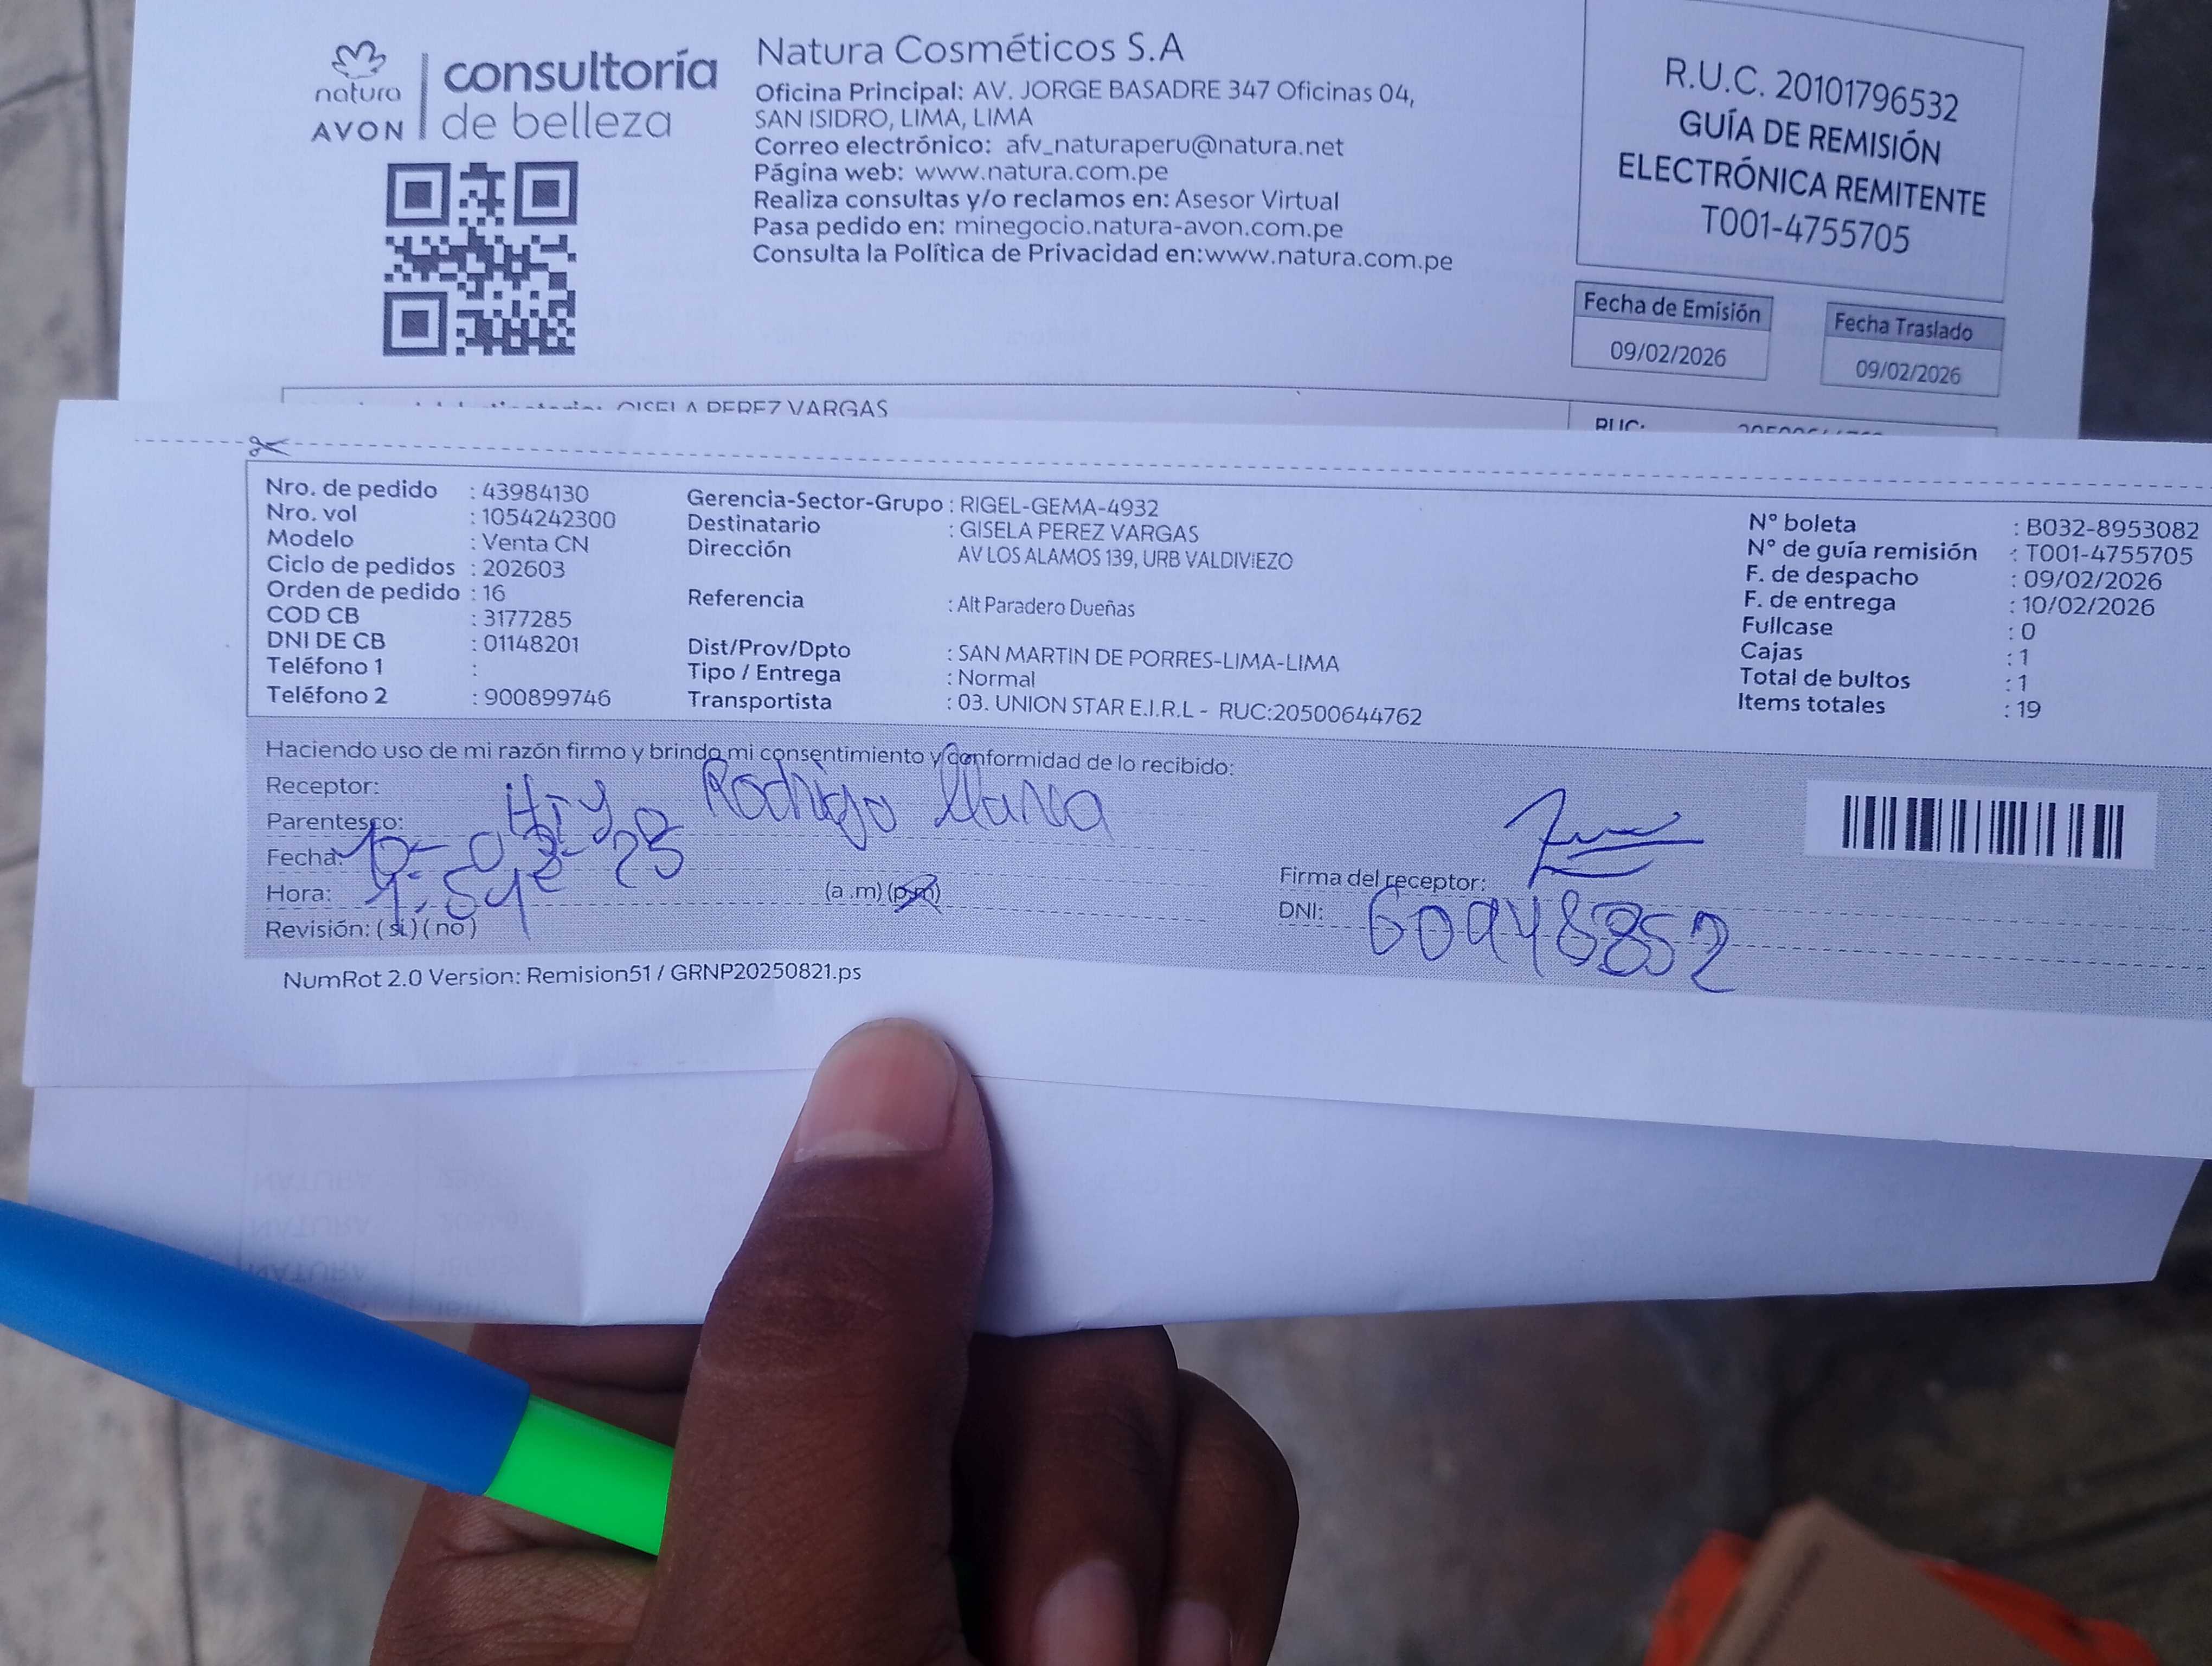 natura
AVON
consultoría
de belleza
Natura Cosméticos S.A
Oficina Principal: AV. JORGE BASADRE 347 Oficinas 04,
SAN ISIDRO, LIMA, LIMA
Correo electrónico: afv_naturaperu@natura.net
Página web: www.natura.com.pe
Realiza consultas y/o reclamos en: Asesor Virtual
Pasa pedido en: minegocio.natura-avon.com.pe
Consulta la Política de Privacidad en:www.natura.com.pe
R.U.C. 20101796532
GUÍA DE REMISIÓN
ELECTRÓNICA REMITENTE
T001-4755705
Fecha de Emisión
09/02/2026
Fecha Traslado
09/02/2026
GISELA PEREZ VARGAS
RUC:
Nro. de pedido : 43984130
Nro. vol : 1054242300
Modelo : Venta CN
Ciclo de pedidos : 202603
Orden de pedido : 16
COD CB : 3177285
DNI DE CB : 01148201
Teléfono 1 :
Teléfono 2 : 900899746
Gerencia-Sector-Grupo : RIGEL-GEMA-4932
Destinatario : GISELA PEREZ VARGAS
Dirección AV LOS ALAMOS 139, URB VALDIVIEZO
Referencia : Alt Paradero Dueñas
Dist/Prov/Dpto : SAN MARTIN DE PORRES-LIMA-LIMA
Tipo / Entrega : Normal
Transportista : 03. UNION STAR E.I.R.L - RUC:20500644762
N° boleta : B032-8953082
N° de guía remisión : T001-4755705
F. de despacho : 09/02/2026
F. de entrega : 10/02/2026
Fullcase : 0
Cajas : 1
Total de bultos : 1
Items totales : 19
Haciendo uso de mi razón firmo y brindo mi consentimiento y conformidad de lo recibido:
Receptor: Rodrigo
Parentesco:
Fecha:
Hora: (a .m) (p.m)
Revisión: ( si ) ( no )
Firma del receptor:
DNI: 60948852
NumRot 2.0 Version: Remision51 / GRNP20250821.ps